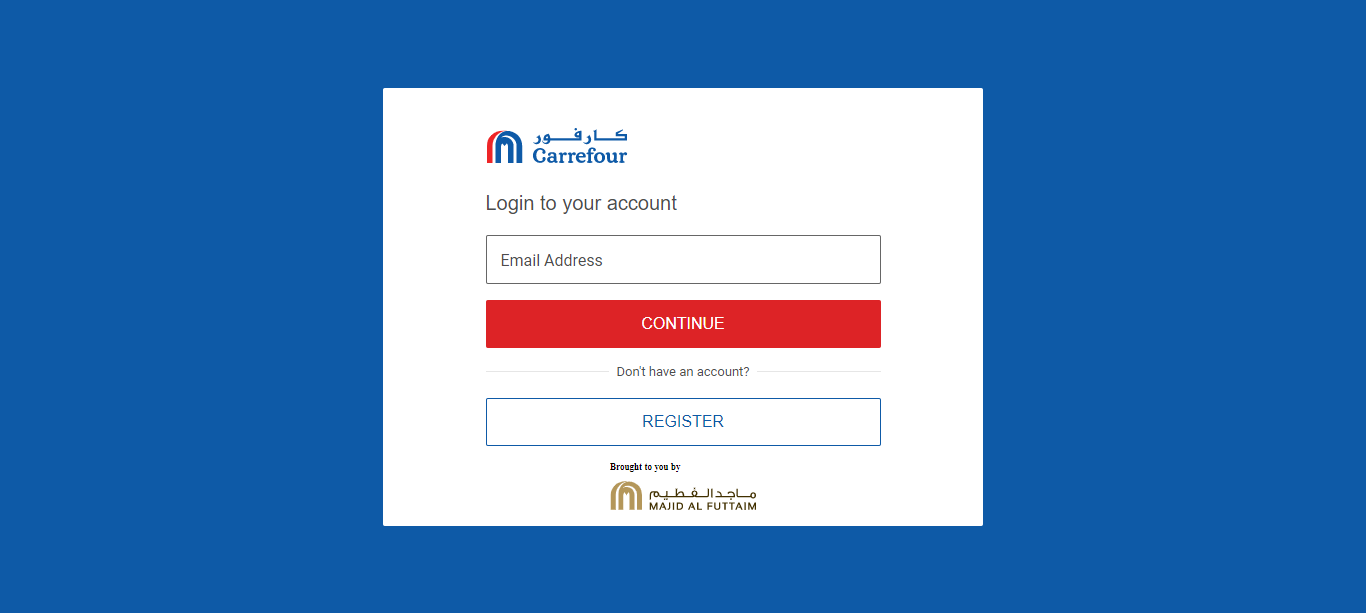 كارفور
Carrefour
Login to your account
Email Address
CONTINUE
Don't have an account?
REGISTER
Brought to you by
ماجد الفطيم
MAJID AL FUTTAIM